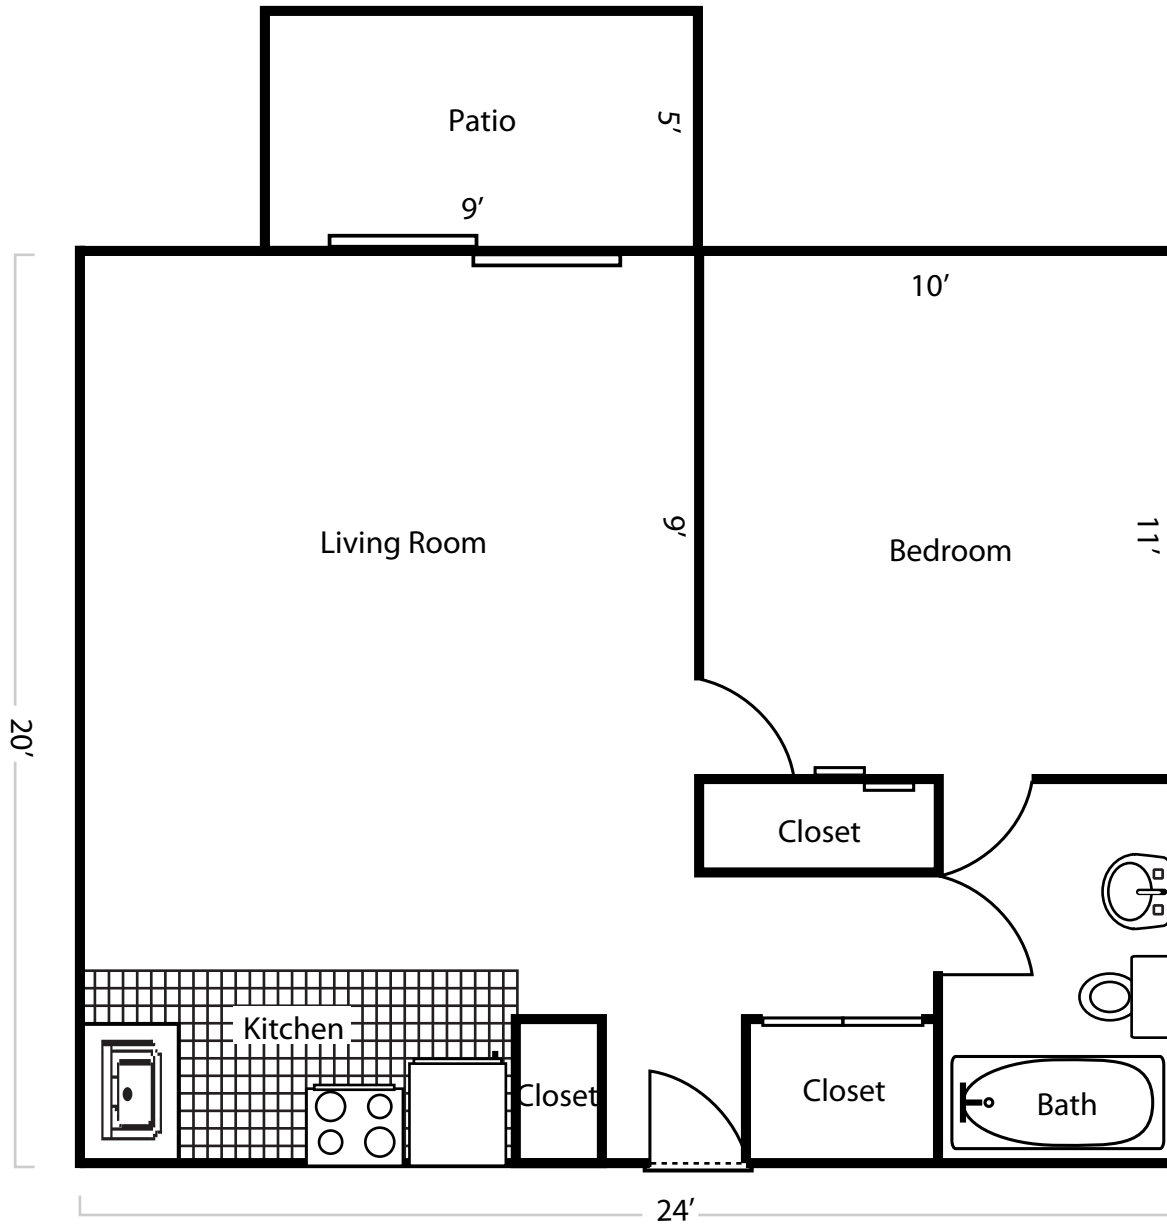 Patio
5’
9’
10’
Living Room
9’
Bedroom
11’
20’
Closet
Kitchen
Closet
Closet
Bath
24’